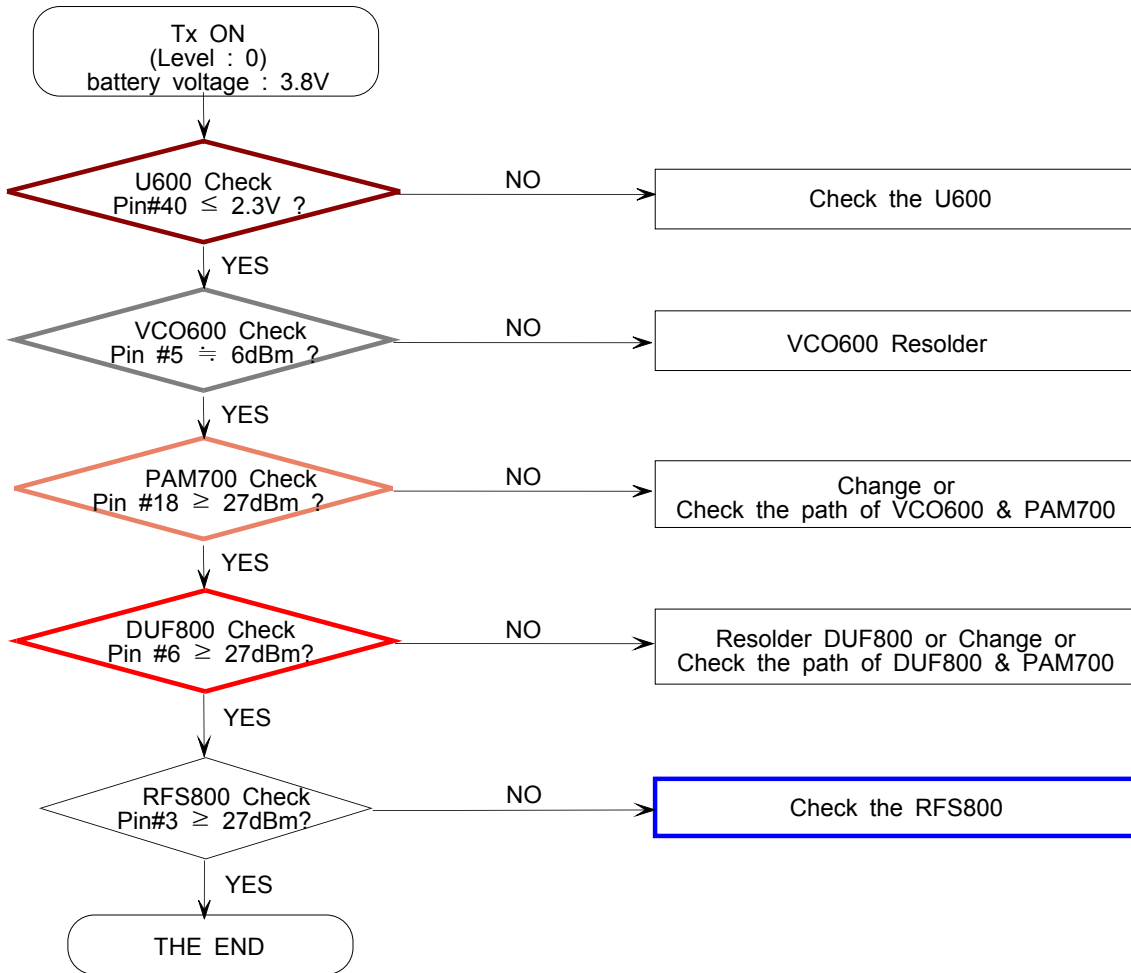 Tx ON
(Level : 0)
battery voltage : 3.8V
U600 Check
Pin#40 ≤ 2.3V ?
NO
Check the U600
YES
VCO600 Check
Pin #5 ≒ 6dBm ?
NO
VCO600 Resolder
YES
PAM700 Check
Pin #18 ≥ 27dBm ?
NO
Change or
Check the path of VCO600 & PAM700
YES
DUF800 Check
Pin #6 ≥ 27dBm?
NO
Resolder DUF800 or Change or
Check the path of DUF800 & PAM700
YES
RFS800 Check
Pin#3 ≥ 27dBm?
NO
Check the RFS800
YES
THE END